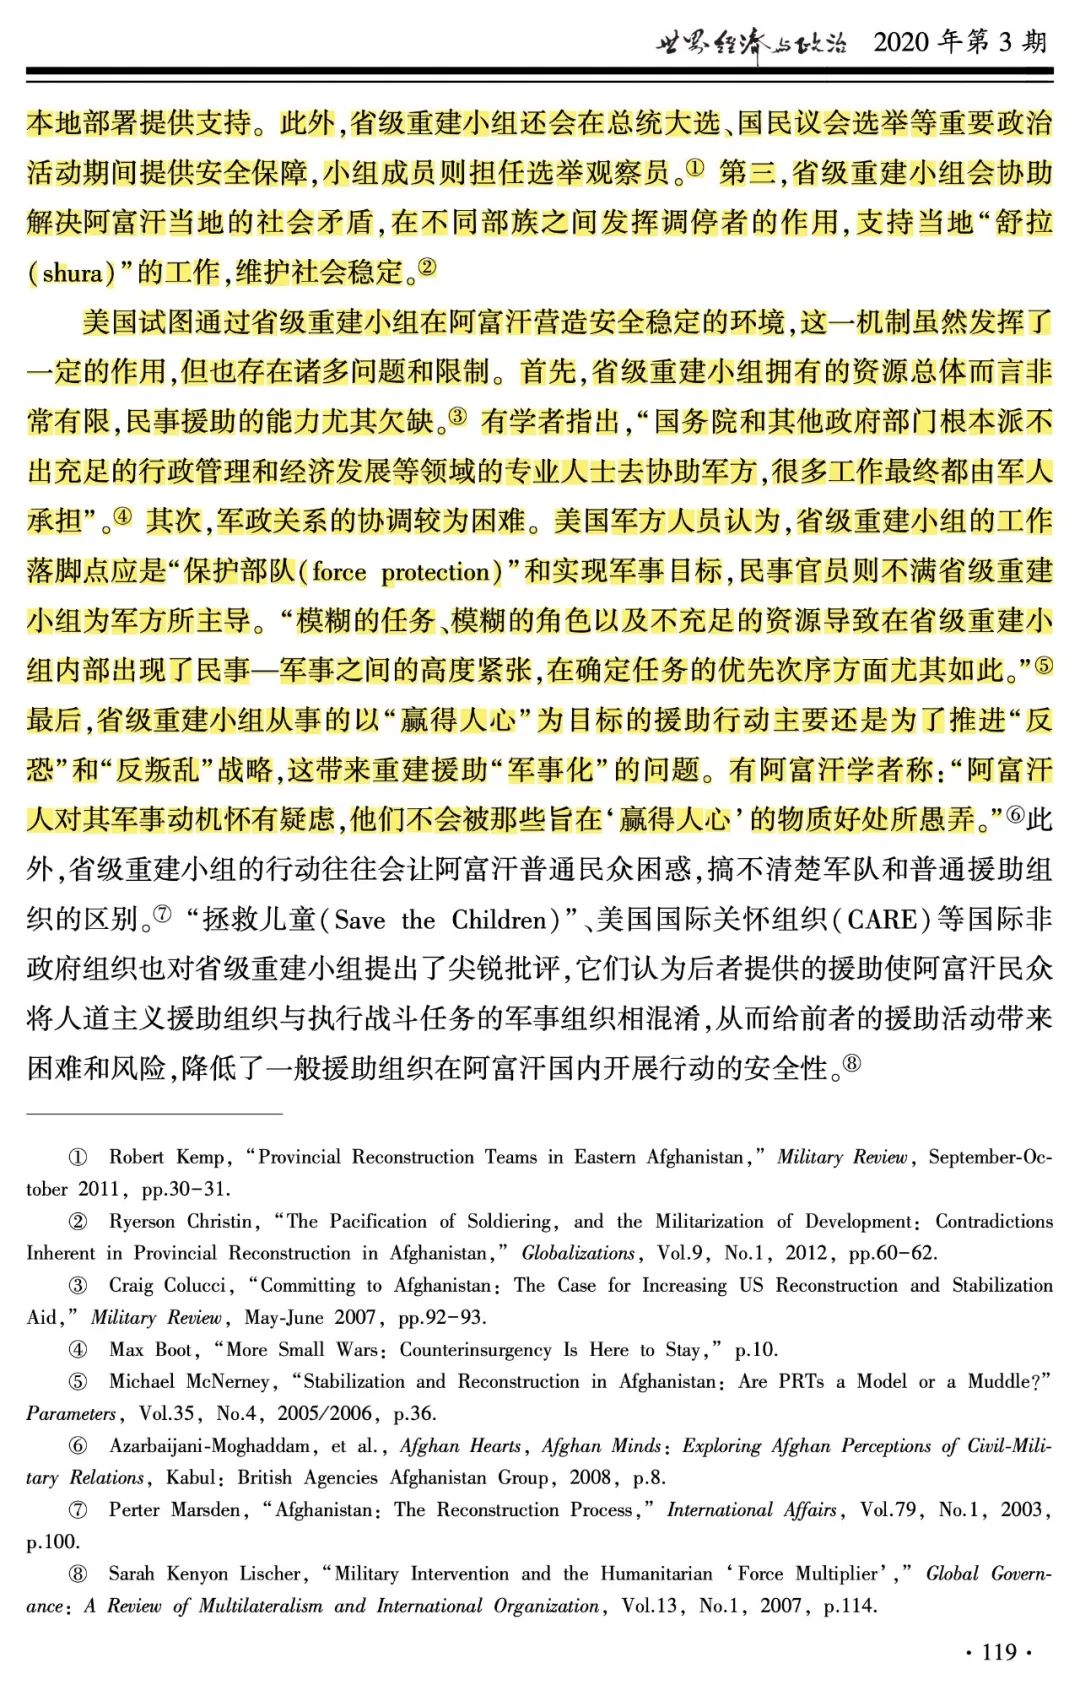 世界经济与政治 2020 年第 3 期
本地部署提供支持。此外,省级重建小组还会在总统大选、国民议会选举等重要政治
活动期间提供安全保障,小组成员则担任选举观察员。① 第三,省级重建小组会协助
解决阿富汗当地的社会矛盾,在不同部族之间发挥调停者的作用,支持当地“舒拉
(shura)”的工作,维护社会稳定。②
美国试图通过省级重建小组在阿富汗营造安全稳定的环境,这一机制虽然发挥了
一定的作用,但也存在诸多问题和限制。首先,省级重建小组拥有的资源总体而言非
常有限,民事援助的能力尤其欠缺。③ 有学者指出,“国务院和其他政府部门根本派不
出充足的行政管理和经济发展等领域的专业人士去协助军方,很多工作最终都由军人
承担”。④ 其次,军政关系的协调较为困难。美国军方人员认为,省级重建小组的工作
落脚点应是“保护部队(force protection)”和实现军事目标,民事官员则不满省级重建
小组为军方所主导。“模糊的任务、模糊的角色以及不充足的资源导致在省级重建小
组内部出现了民事—军事之间的高度紧张,在确定任务的优先次序方面尤其如此。”⑤
最后,省级重建小组从事的以“赢得人心”为目标的援助行动主要还是为了推进“反
恐”和“反叛乱”战略,这带来重建援助“军事化”的问题。有阿富汗学者称:“阿富汗
人对其军事动机怀有疑虑,他们不会被那些旨在‘赢得人心’的物质好处所愚弄。”⑥此
外,省级重建小组的行动往往会让阿富汗普通民众困惑,搞不清楚军队和普通援助组
织的区别。⑦ “拯救儿童(Save the Children)”、美国国际关怀组织(CARE)等国际非
政府组织也对省级重建小组提出了尖锐批评,它们认为后者提供的援助使阿富汗民众
将人道主义援助组织与执行战斗任务的军事组织相混淆,从而给前者的援助活动带来
困难和风险,降低了一般援助组织在阿富汗国内开展行动的安全性。⑧
① Robert Kemp, “Provincial Reconstruction Teams in Eastern Afghanistan,” Military Review, September-Oc-
tober 2011, pp.30-31.
② Ryerson Christin, “The Pacification of Soldiering, and the Militarization of Development: Contradictions
Inherent in Provincial Reconstruction in Afghanistan,” Globalizations, Vol.9, No.1, 2012, pp.60-62.
③ Craig Colucci, “Committing to Afghanistan: The Case for Increasing US Reconstruction and Stabilization
Aid,” Military Review, May-June 2007, pp.92-93.
④ Max Boot, “More Small Wars: Counterinsurgency Is Here to Stay,” p.10.
⑤ Michael McNerney, “Stabilization and Reconstruction in Afghanistan: Are PRTs a Model or a Muddle?”
Parameters, Vol.35, No.4, 2005/2006, p.36.
⑥ Azarbaijani-Moghaddam, et al., Afghan Hearts, Afghan Minds: Exploring Afghan Perceptions of Civil-Mili-
tary Relations, Kabul: British Agencies Afghanistan Group, 2008, p.8.
⑦ Perter Marsden, “Afghanistan: The Reconstruction Process,” International Affairs, Vol.79, No.1, 2003,
p.100.
⑧ Sarah Kenyon Lischer, “Military Intervention and the Humanitarian ‘Force Multiplier’,” Global Govern-
ance: A Review of Multilateralism and International Organization, Vol.13, No.1, 2007, p.114.
·119·